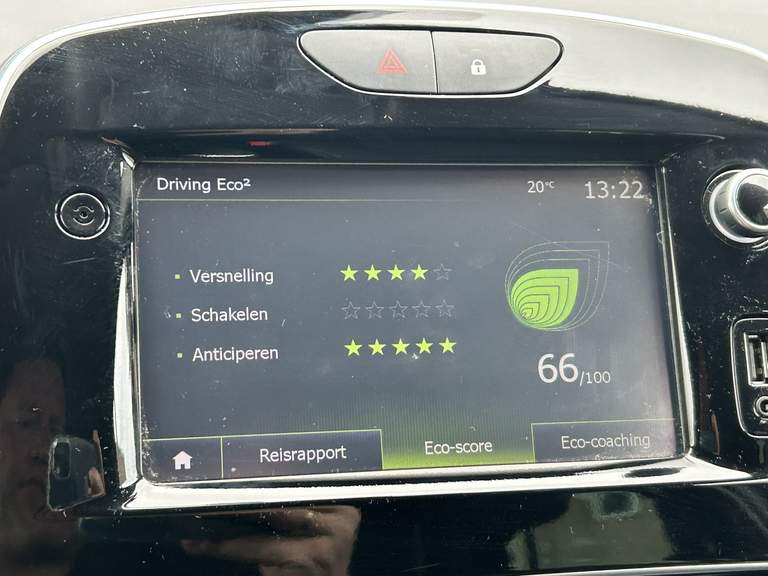 Driving Eco²
20°C
13:22
Versnelling
Schakelen
Anticiperen
66/100
Reisrapport
Eco-score
Eco-coaching